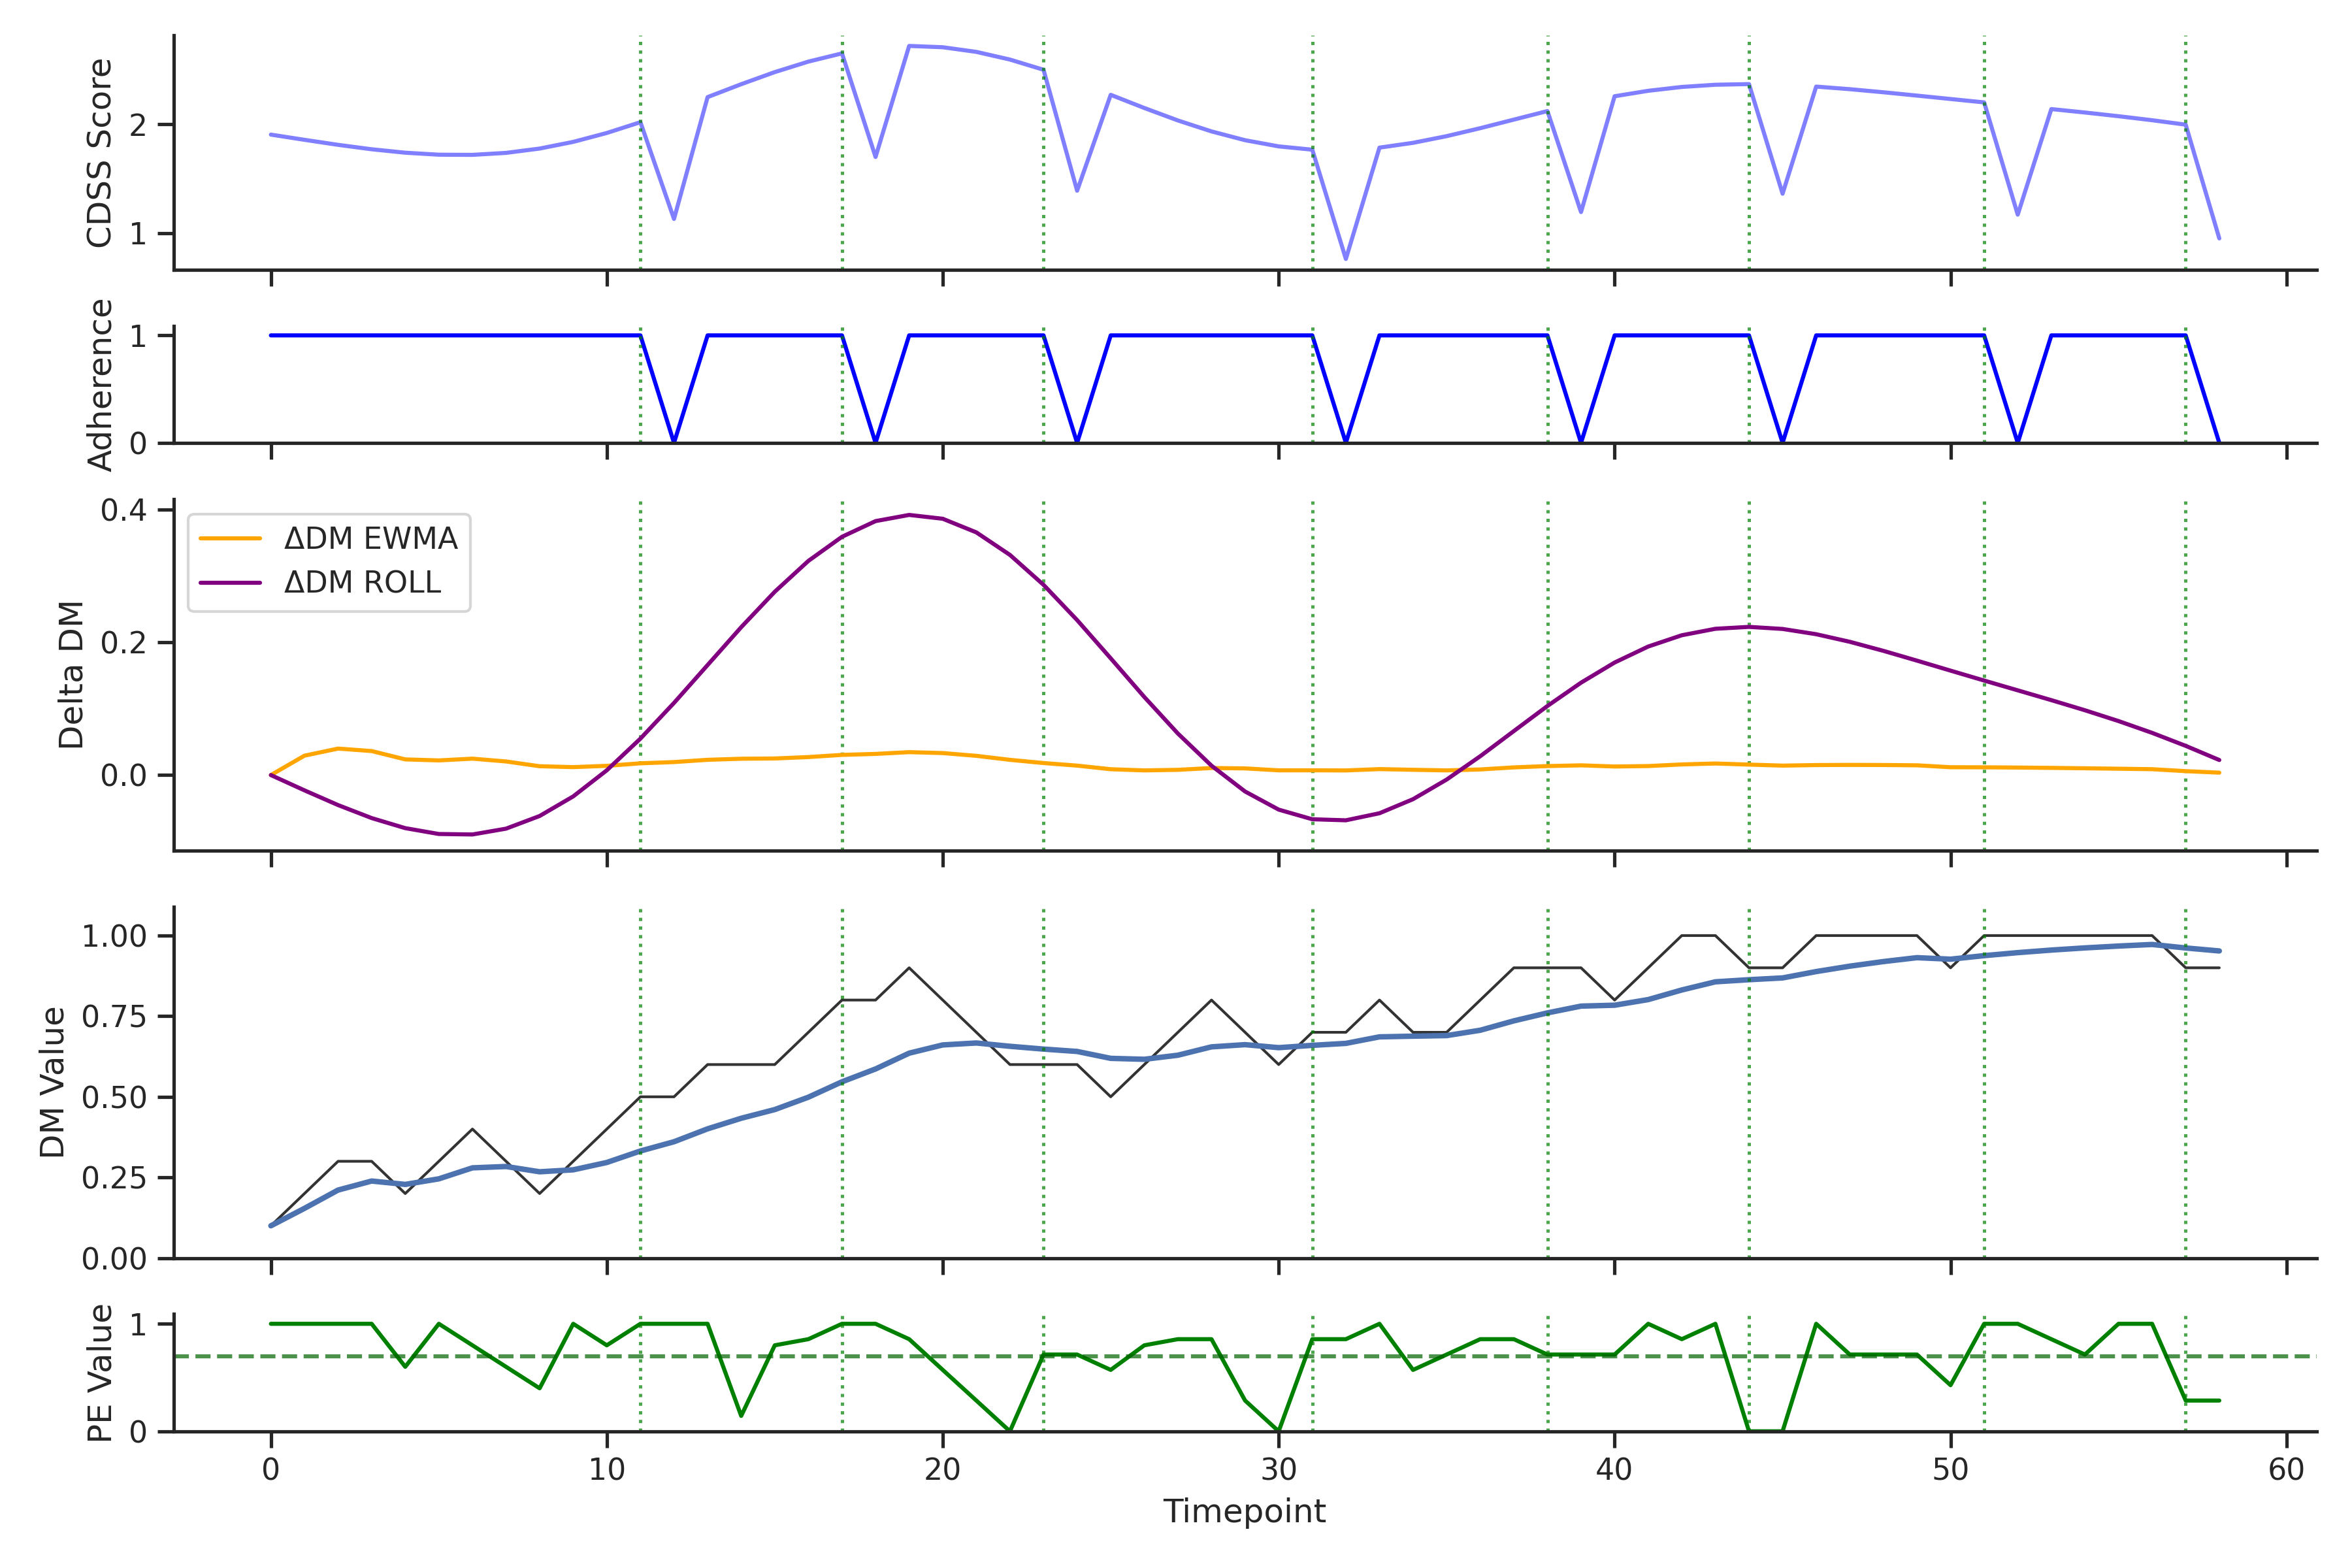 CDSS Score
2
1
Adherence
1
0
Delta DM
0.4
0.2
0.0
ΔDM EWMA
ΔDM ROLL
DM Value
1.00
0.75
0.50
0.25
0.00
PE Value
1
0
0 10 20 30 40 50 60
Timepoint